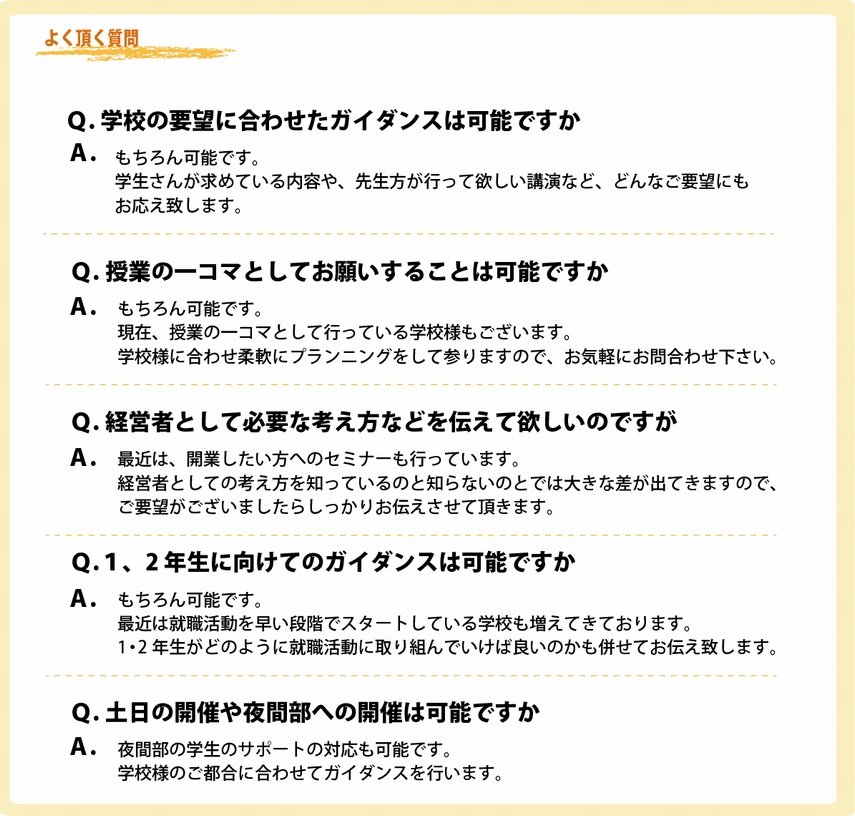 よく頂く質問
Q.学校の要望に合わせたガイダンスは可能ですか
A. もちろん可能です。
学生さんが求めている内容や、先生方が行って欲しい講演など、どんなご要望にも
お応え致します。
Q.授業の一コマとしてお願いすることは可能ですか
A. もちろん可能です。
現在、授業の一コマとして行っている学校様もございます。
学校様に合わせ柔軟にプランニングをして参りますので、お気軽にお問合わせ下さい。
Q.経営者として必要な考え方などを伝えて欲しいのですが
A. 最近は、開業したい方へのセミナーも行っています。
経営者としての考え方を知っているのと知らないのとでは大きな差が出てきますので、
ご要望がございましたらしっかりお伝えさせて頂きます。
Q.1、2年生に向けてのガイダンスは可能ですか
A. もちろん可能です。
最近は就職活動を早い段階でスタートしている学校も増えてきております。
1・2年生がどのように就職活動に取り組んでいけば良いのかも併せてお伝え致します。
Q.土日の開催や夜間部への開催は可能ですか
A. 夜間部の学生のサポートの対応も可能です。
学校様のご都合に合わせてガイダンスを行います。